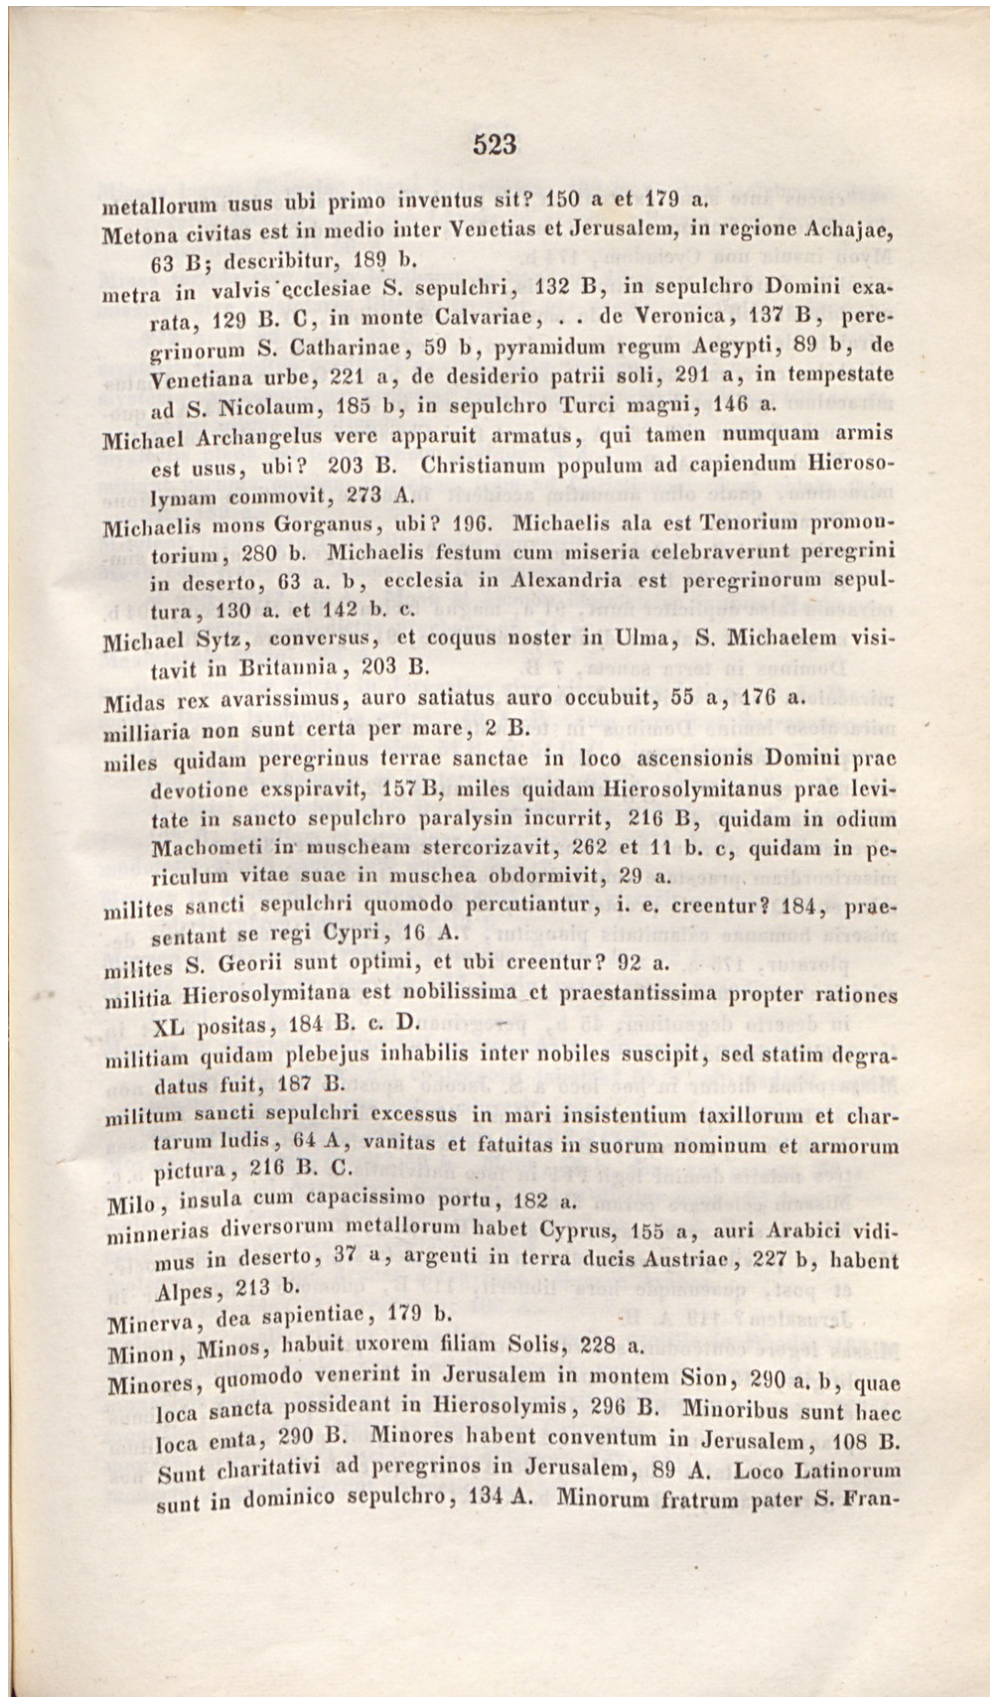 523
metallorum usus ubi primo inventus sit? 150 a et 179 a.
Metona civitas est in medio inter Venetias et Jerusalem, in regione Achajae,
63 B; describitur, 189 b.
metra in valvis ecclesiae S. sepulchri, 132 B, in sepulchro Domini exa-
rata, 129 B. C, in monte Calvariae, . . de Veronica, 137 B, pere-
grinorum S. Catharinae, 59 b, pyramidum regum Aegypti, 89 b, de
Venetiana urbe, 221 a, de desiderio patrii soli, 291 a, in tempestate
ad S. Nicolaum, 185 b, in sepulchro Turci magni, 146 a.
Michael Archangelus vere apparuit armatus, qui tamen numquam armis
est usus, ubi? 203 B. Christianum populum ad capiendum Hieroso-
lymam commovit, 273 A.
Michaelis mons Gorganus, ubi? 196. Michaelis ala est Tenorium promon-
torium, 280 b. Michaelis festum cum miseria celebraverunt peregrini
in deserto, 63 a. b, ecclesia in Alexandria est peregrinorum sepul-
tura, 130 a. et 142 b. c.
Michael Sytz, conversus, et coquus noster in Ulma, S. Michaelem visi-
tavit in Britannia, 203 B.
Midas rex avarissimus, auro satiatus auro occubuit, 55 a, 176 a.
milliaria non sunt certa per mare, 2 B.
miles quidam peregrinus terrae sanctae in loco ascensionis Domini prae
devotione exspiravit, 157 B, miles quidam Hierosolymitanus prae levi-
tate in sancto sepulchro paralysin incurrit, 216 B, quidam in odium
Machometi in muscheam stercorizavit, 262 et 11 b. c, quidam in pe-
riculum vitae suae in muschea obdormivit, 29 a.
milites sancti sepulchri quomodo percutiantur, i. e. creentur? 184, prae-
sentant se regi Cypri, 16 A.
milites S. Georii sunt optimi, et ubi creentur? 92 a.
militia Hierosolymitana est nobilissima et praestantissima propter rationes
XL positas, 184 B. c. D.
militiam quidam plebejus inhabilis inter nobiles suscipit, sed statim degra-
datus fuit, 187 B.
militum sancti sepulchri excessus in mari insistentium taxillorum et char-
tarum ludis, 64 A, vanitas et fatuitas in suorum nominum et armorum
pictura, 216 B. C.
Milo, insula cum capacissimo portu, 182 a.
minnerias diversorum metallorum habet Cyprus, 155 a, auri Arabici vidi-
mus in deserto, 37 a, argenti in terra ducis Austriae, 227 b, habent
Alpes, 213 b.
Minerva, dea sapientiae, 179 b.
Minon, Minos, habuit uxorem filiam Solis, 228 a.
Minores, quomodo venerint in Jerusalem in montem Sion, 290 a. b, quae
loca sancta possideant in Hierosolymis, 296 B. Minoribus sunt haec
loca emta, 290 B. Minores habent conventum in Jerusalem, 108 B.
Sunt charitativi ad peregrinos in Jerusalem, 89 A. Loco Latinorum
sunt in dominico sepulchro, 134 A. Minorum fratrum pater S. Fran-